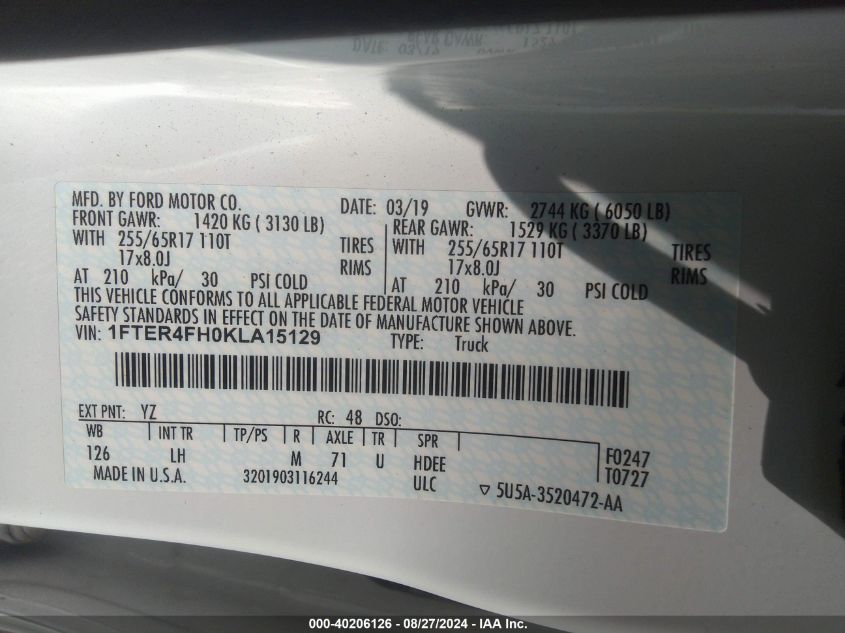 MFD. BY FORD MOTOR CO. DATE: 03/19 GVWR: 2744 KG ( 6050 LB)
FRONT GAWR: 1420 KG ( 3130 LB) REAR GAWR: 1529 KG ( 3370 LB)
WITH 255/65R17 110T TIRES WITH 255/65R17 110T TIRES
17x8.0J RIMS 17x8.0J RIMS
AT 210 kPa/ 30 PSI COLD AT 210 kPa/ 30 PSI COLD
THIS VEHICLE CONFORMS TO ALL APPLICABLE FEDERAL MOTOR VEHICLE
SAFETY STANDARDS IN EFFECT ON THE DATE OF MANUFACTURE SHOWN ABOVE.
VIN: 1FTER4FH0KLA15129 TYPE: Truck
EXT PNT: YZ RC: 48 DSO:
WB INT TR TP/PS R AXLE TR SPR
126 LH M 71 U HDEE F0247
MADE IN U.S.A. 3201903116244 ULC T0727
5U5A-3520472-AA
000-40206126 - 08/27/2024 - IAA Inc.